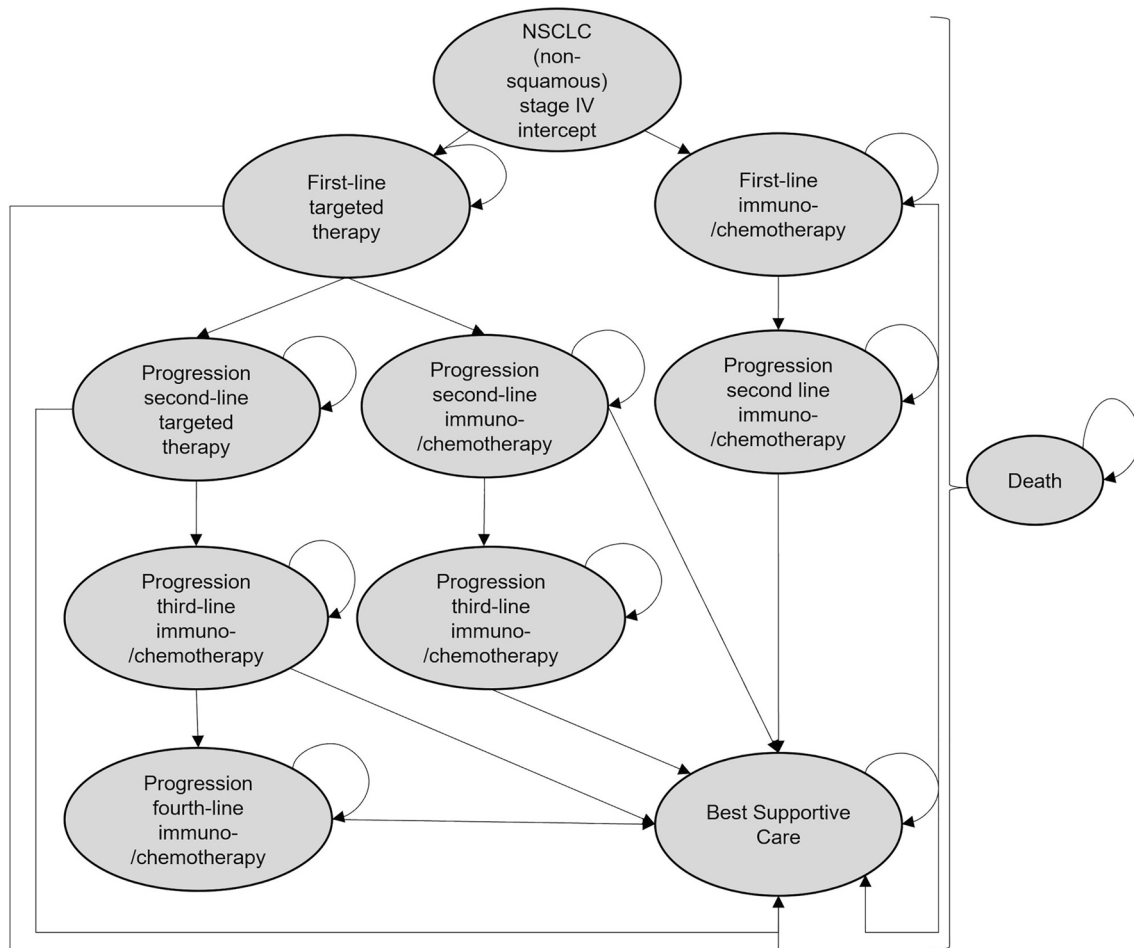 NSCLC
(non-
squamous)
stage IV
intercept
First-line
targeted
therapy
First-line
immuno-
/chemotherapy
Progression
second-line
targeted
therapy
Progression
second-line
immuno-
/chemotherapy
Progression
second line
immuno-
/chemotherapy
Death
Progression
third-line
immuno-
/chemotherapy
Progression
third-line
immuno-
/chemotherapy
Progression
fourth-line
immuno-
/chemotherapy
Best Supportive
Care